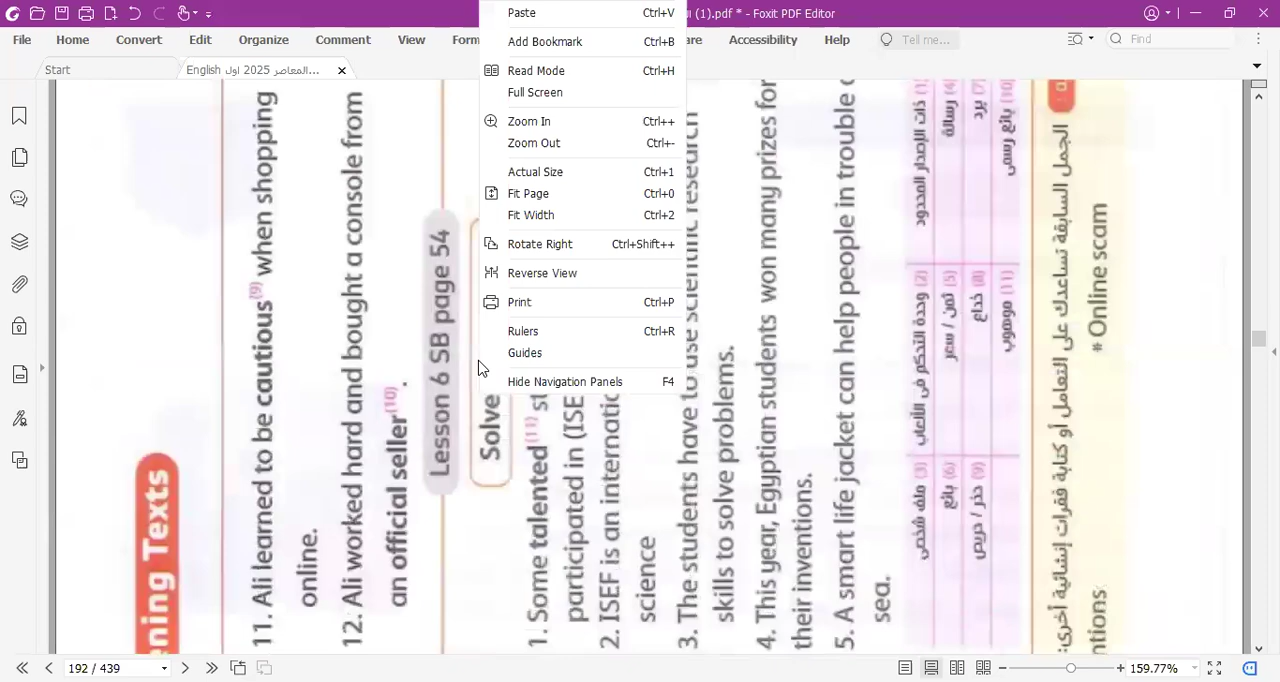 (1).pdf * - Foxit PDF Editor
File
Home
Convert
Edit
Organize
Comment
View
Form
Accessibility
Help
Tell me...
Find
Start
English المعاصر 2025 اول...
Paste Ctrl+V
Add Bookmark Ctrl+B
Read Mode Ctrl+H
Full Screen
Zoom In Ctrl++
Zoom Out Ctrl+-
Actual Size Ctrl+1
Fit Page Ctrl+0
Fit Width Ctrl+2
Rotate Right Ctrl+Shift++
Reverse View
Print Ctrl+P
Rulers Ctrl+R
Guides
Hide Navigation Panels F4
ening Texts
11. Ali learned to be cautious(9) when shopping
online.
12. Ali worked hard and bought a console from
an official seller(10).
Lesson 6 SB page 54
Solve
1. Some talented(11) st
participated in (ISE
2. ISEF is an internatic
science
3. The students have to use scientific research
skills to solve problems.
4. This year, Egyptian students won many prizes for
their inventions.
5. A smart life jacket can help people in trouble
sea.
(1) ذات الإصدار المحدود
(2) وحدة التحكم في الألعاب
(3) ملف شخصي
(4) رسالة
(5) ثمن / سعر
(6) بائع
(7) يرد
(8) خداع
(9) حذر / حريص
(10) بائع رسمي
(11) موهوب
الجمل السابقة تساعدك على التعامل أو كتابة فقرات إنشائية أخرى:
* Online scam
ntions:
192 / 439
159.77%